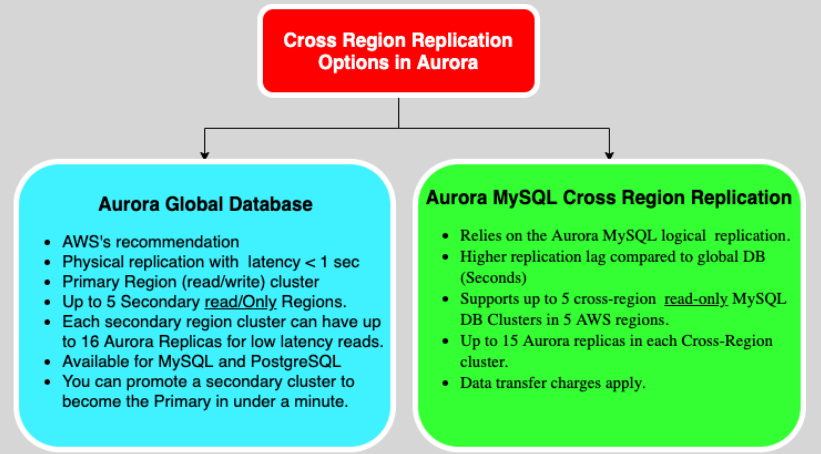 Cross Region Replication
Options in Aurora
Aurora Global Database
• AWS's recommendation
• Physical replication with latency < 1 sec
• Primary Region (read/write) cluster
• Up to 5 Secondary read/Only Regions.
• Each secondary region cluster can have up
to 16 Aurora Replicas for low latency reads.
• Available for MySQL and PostgreSQL
• You can promote a secondary cluster to
become the Primary in under a minute.
Aurora MySQL Cross Region Replication
• Relies on the Aurora MySQL logical replication.
• Higher replication lag compared to global DB
(Seconds)
• Supports up to 5 cross-region read-only MySQL
DB Clusters in 5 AWS regions.
• Up to 15 Aurora replicas in each Cross-Region
cluster.
• Data transfer charges apply.